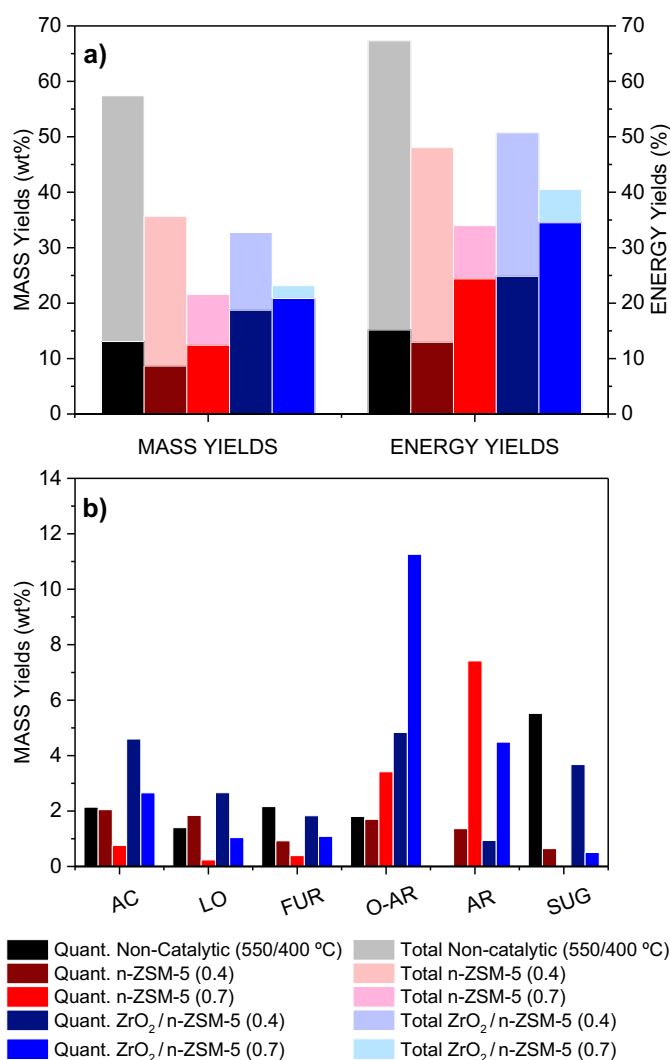 a)
MASS Yields (wt%)
ENERGY Yields (%)
70
60
50
40
30
20
10
0
70
60
50
40
30
20
10
0
MASS YIELDS
ENERGY YIELDS
b)
MASS Yields (wt%)
14
12
10
8
6
4
2
0
AC
LO
FUR
O-AR
AR
SUG
Quant. Non-Catalytic (550/400 ºC)
Quant. n-ZSM-5 (0.4)
Quant. n-ZSM-5 (0.7)
Quant. ZrO₂/ n-ZSM-5 (0.4)
Quant. ZrO₂/ n-ZSM-5 (0.7)
Total Non-catalytic (550/400 ºC)
Total n-ZSM-5 (0.4)
Total n-ZSM-5 (0.7)
Total ZrO₂/ n-ZSM-5 (0.4)
Total ZrO₂/ n-ZSM-5 (0.7)